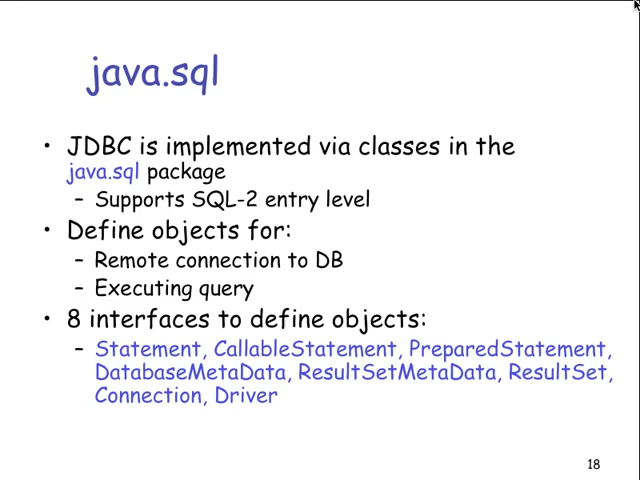 java.sql
• JDBC is implemented via classes in the
java.sql package
– Supports SQL-2 entry level
• Define objects for:
– Remote connection to DB
– Executing query
• 8 interfaces to define objects:
– Statement, CallableStatement, PreparedStatement,
DatabaseMetaData, ResultSetMetaData, ResultSet,
Connection, Driver
18